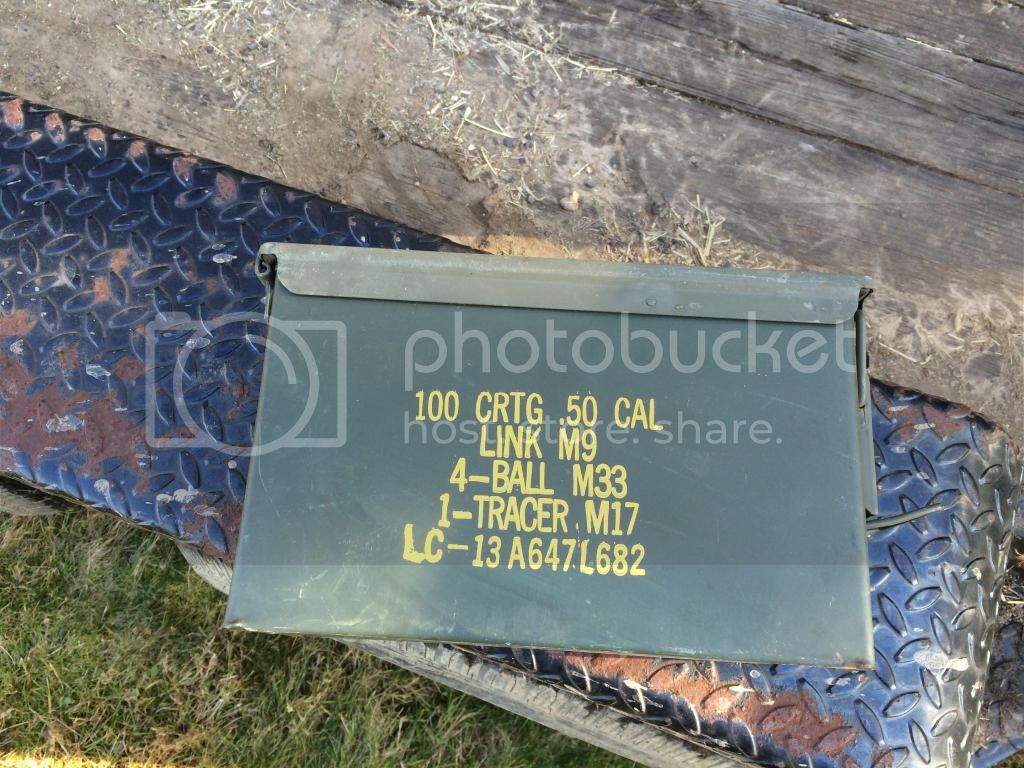 photobucket
100 CRTG .50 CAL
host. store. share.
LINK M9
4-BALL M33
1-TRACER M17
LC-13 A647L682